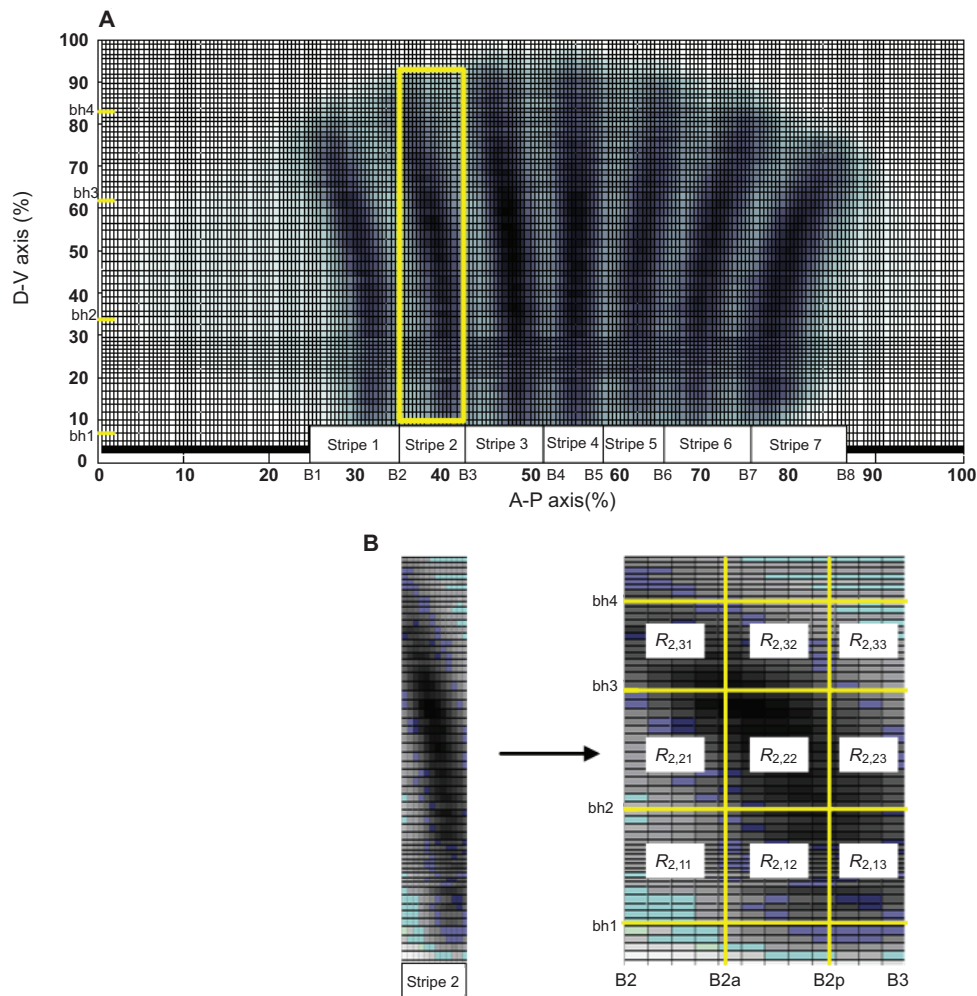 A
100
90
bh4
80
70
bh3
60
50
40
bh2
30
20
10
bh1
0
D-V axis (%)
Stripe 1 Stripe 2 Stripe 3 Stripe 4 Stripe 5 Stripe 6 Stripe 7
0 10 20 B1 30 B2 40 B3 50 B4 B5 60 B6 70 B7 80 B8 90 100
A-P axis(%)
B
bh4
R2,31 R2,32 R2,33
bh3
R2,21 R2,22 R2,23
bh2
R2,11 R2,12 R2,13
bh1
Stripe 2
B2 B2a B2p B3